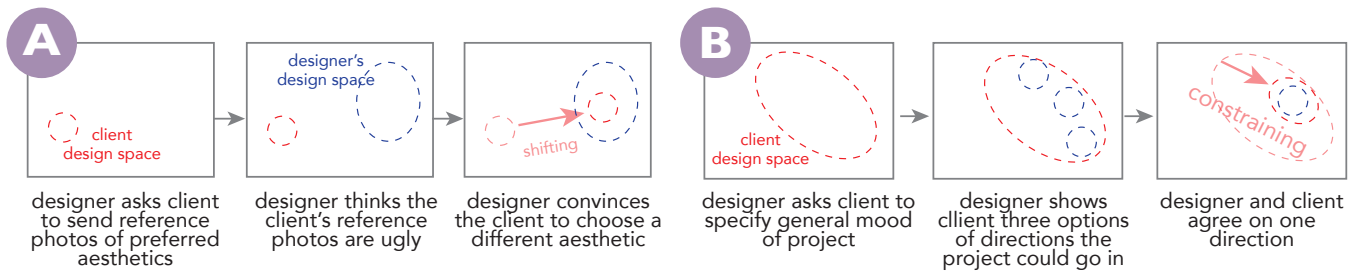 A
client
design space
designer asks client
to send reference
photos of preferred
aesthetics
designer's
design space
designer thinks the
client's reference
photos are ugly
shifting
designer convinces
the client to choose a
different aesthetic
B
client
design space
designer asks client to
specify general mood
of project
designer shows
cllient three options
of directions the
project could go in
constraining
designer and client
agree on one
direction